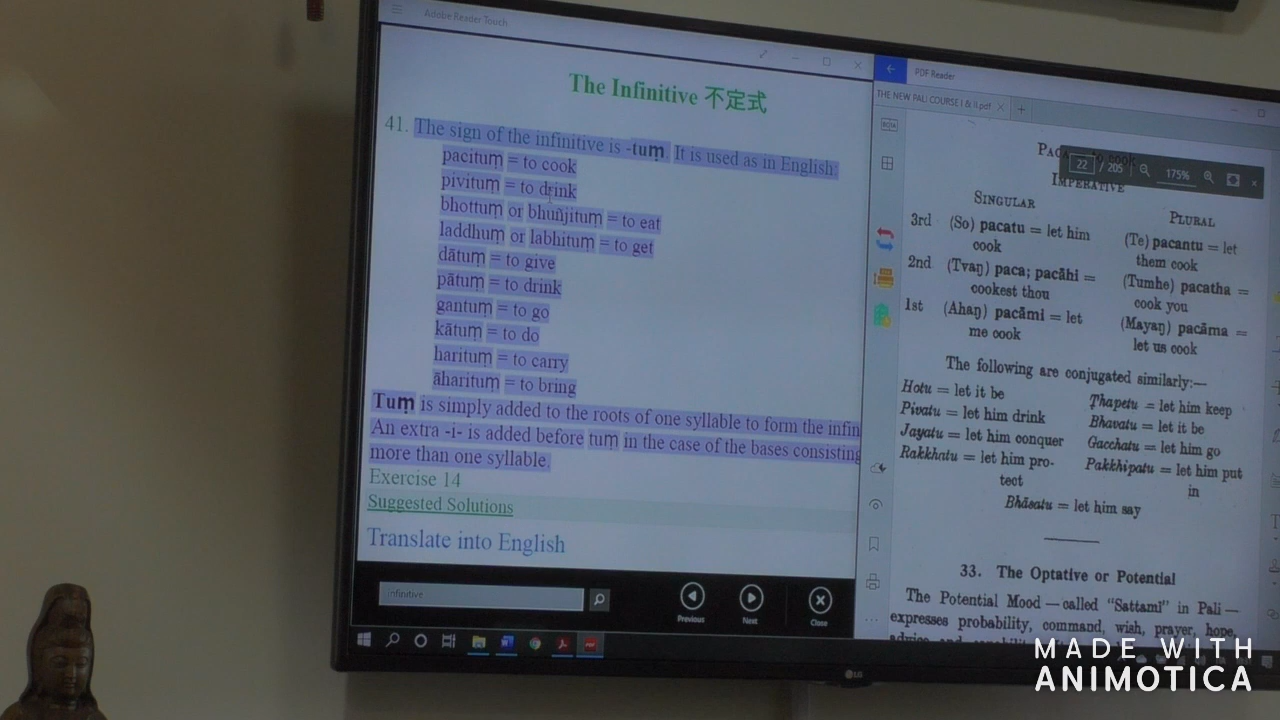 Adobe Reader Touch
The Infinitive 不定式
41. The sign of the infinitive is -tuṃ. It is used as in English:
pacituṃ = to cook
pivituṃ = to drink
bhottuṃ or bhuñjituṃ = to eat
laddhuṃ or labhituṃ = to get
dātuṃ = to give
pātuṃ = to drink
gantuṃ = to go
kātuṃ = to do
harituṃ = to carry
āharituṃ = to bring
Tuṃ is simply added to the roots of one syllable to form the infin
An extra -i- is added before tuṃ in the case of the bases consisting
more than one syllable
Exercise 14
Suggested Solutions
Translate into English
infinitive
Previous
Next
Close
PDF Reader
THE NEW PALI COURSE I & II.pdf
22 / 205
175%
IMPERATIVE
SINGULAR PLURAL
3rd (So) pacatu = let him
cook
(Te) pacantu = let
them cook
2nd (Tvaŋ) paca; pacāhi =
cookest thou
(Tumhe) pacatha =
cook you
1st (Ahaŋ) pacāmi = let
me cook
(Mayaŋ) pacāma =
let us cook
The following are conjugated similarly:—
Hotu = let it be
Pivatu = let him drink
Jayatu = let him conquer
Rakkhatu = let him pro-
tect
Ṭhapetu = let him keep
Bhavatu = let it be
Gacchatu = let him go
Pakkhipatu = let him put
in
Bhāsatu = let him say
33. The Optative or Potential
The Potential Mood — called "Sattami" in Pali —
expresses probability, command, wish, prayer, hope,
LG
MADE WITH
ANIMOTICA